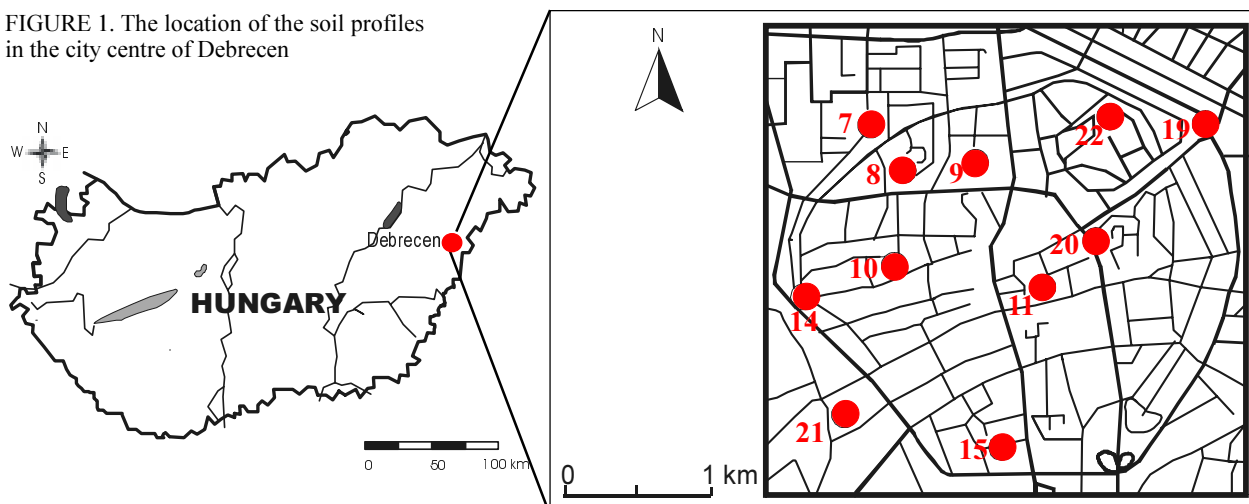 FIGURE 1. The location of the soil profiles
in the city centre of Debrecen
N
W E
S
Debrecen
HUNGARY
0 50 100 km
N
0 1 km
7
22
19
8
9
20
10
11
14
21
15